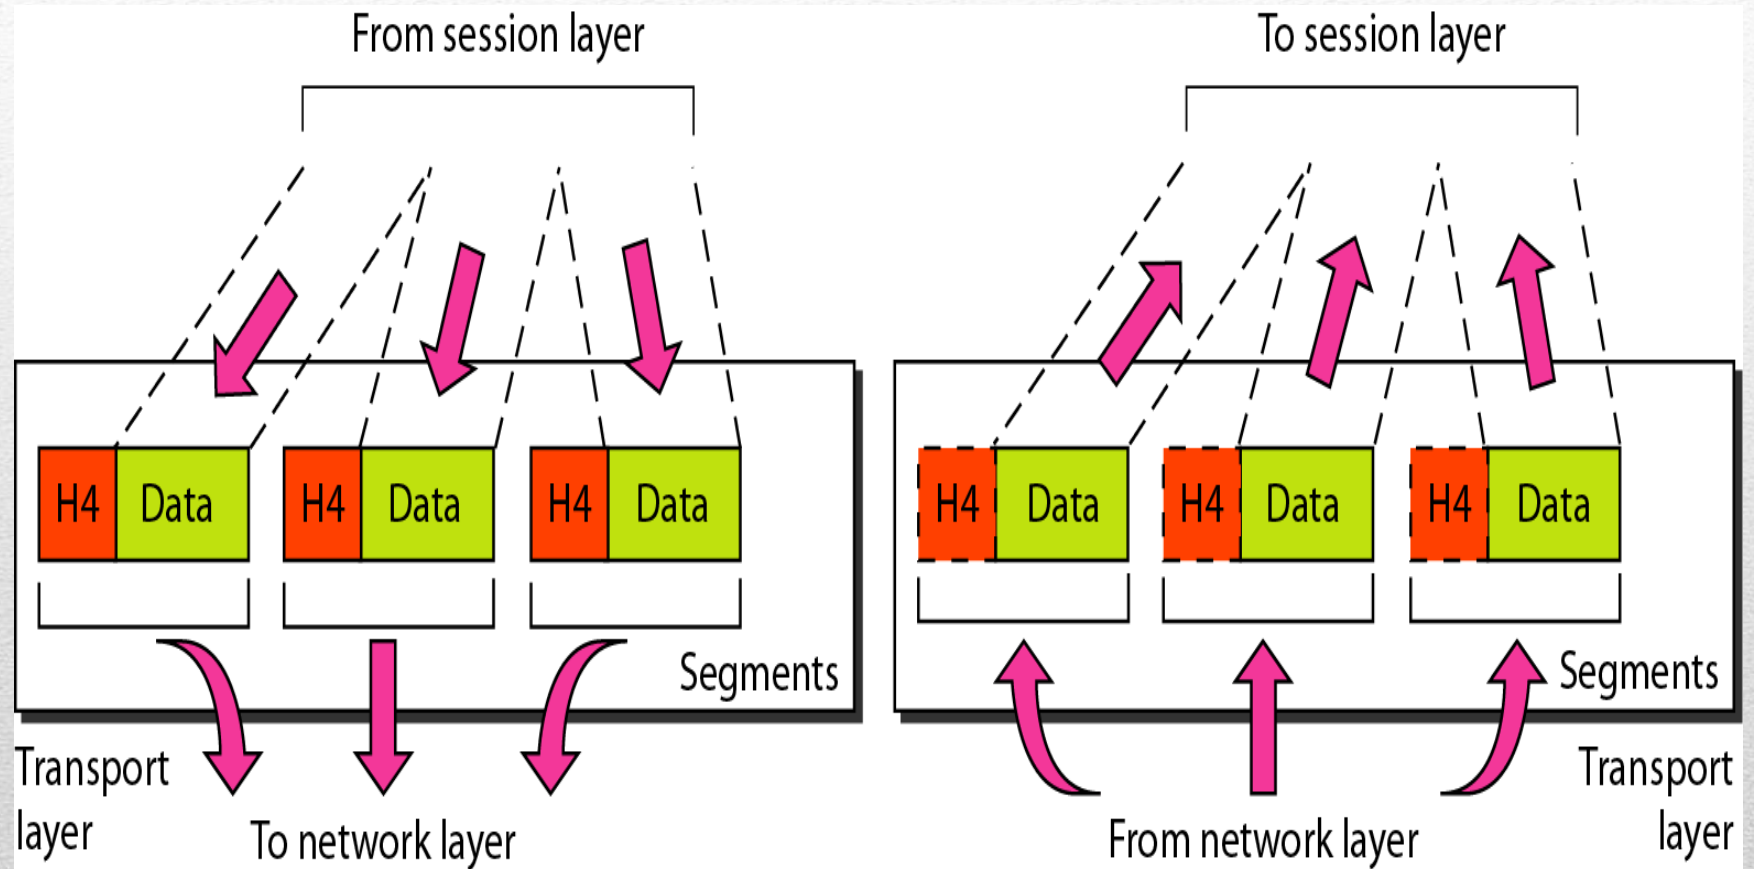 From session layer
H4 Data H4 Data H4 Data
Segments
Transport
layer
To network layer
To session layer
H4 Data H4 Data H4 Data
Segments
Transport
layer
From network layer